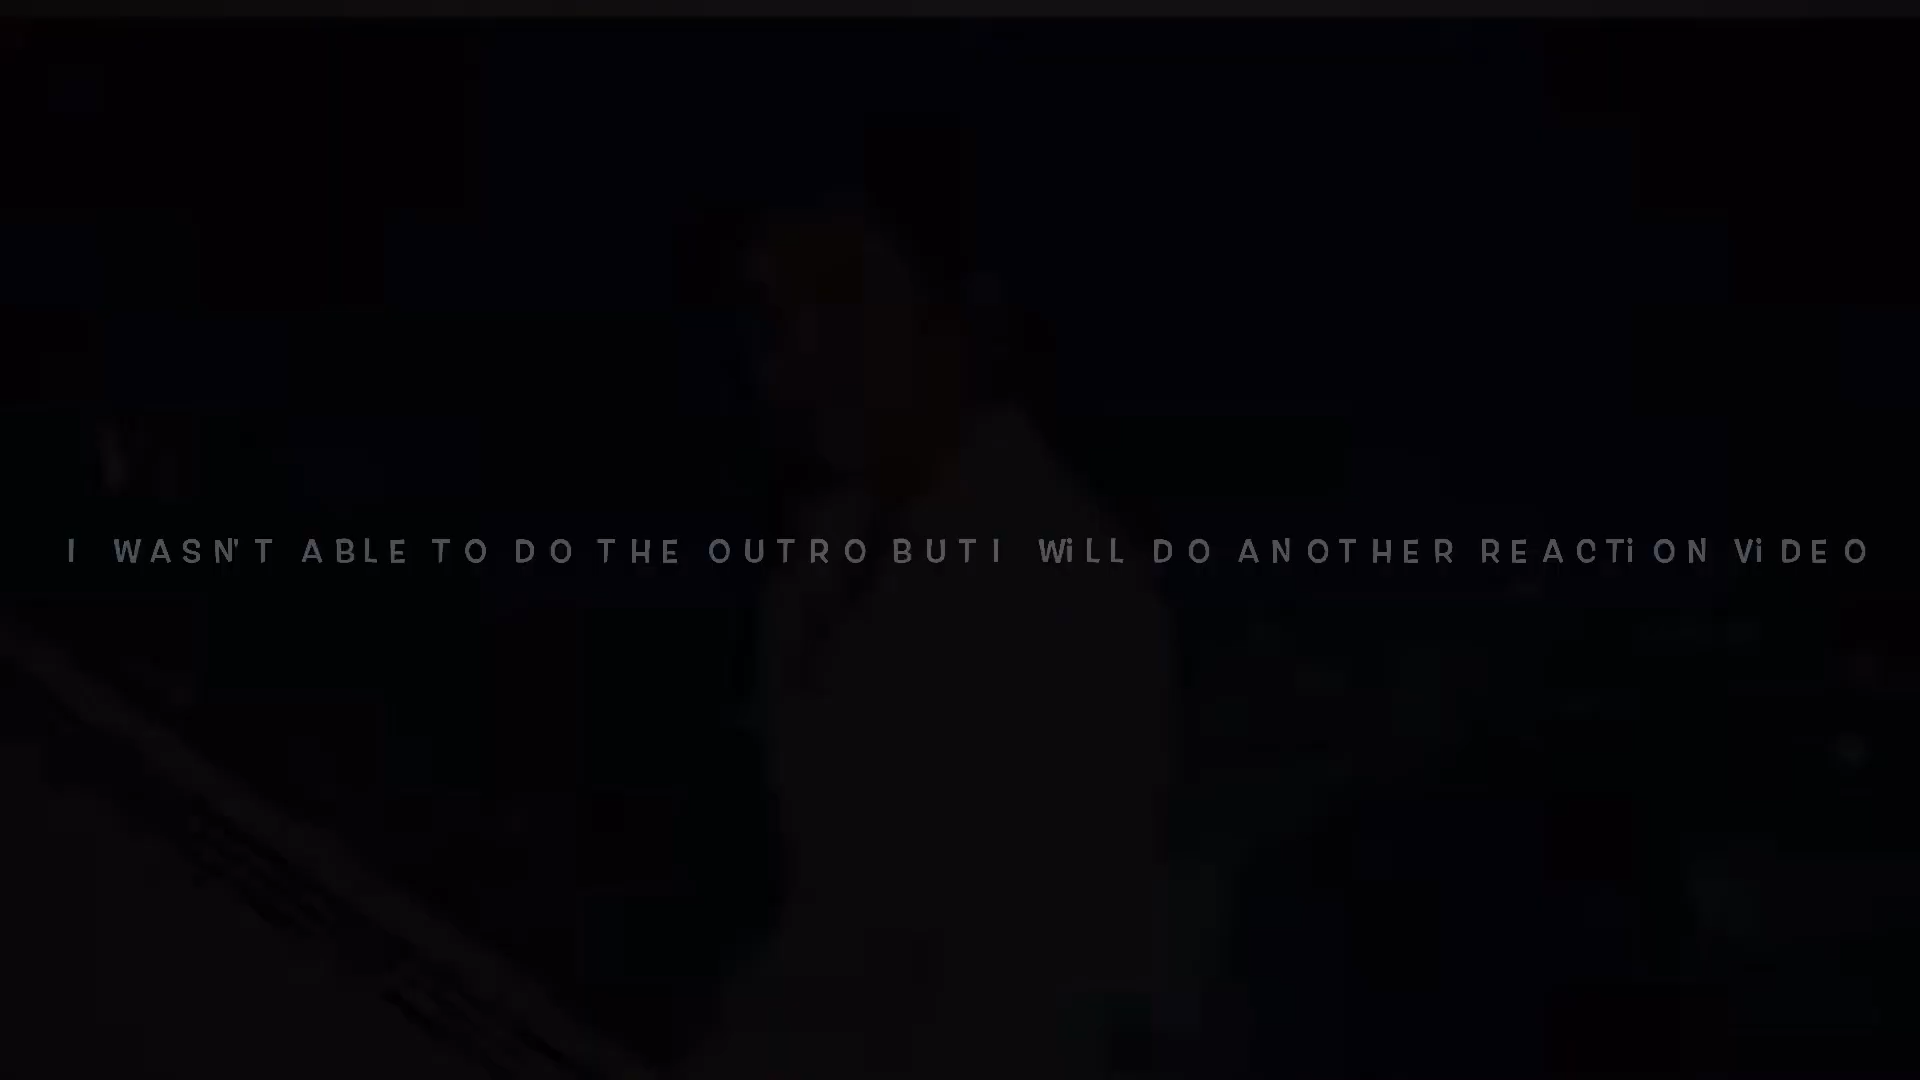 I WASN'T ABLE TO DO THE OUTRO BUT I WiLL DO ANOTHER REACTiON ViDEO